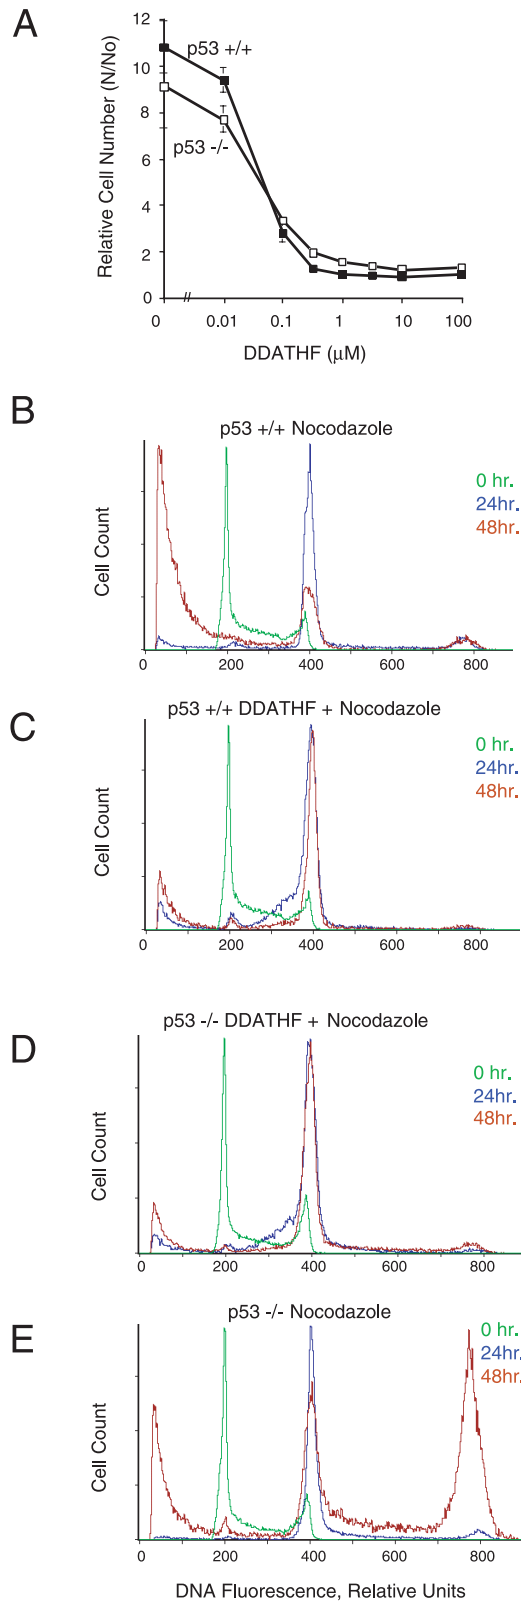 A
Relative Cell Number (N/No)
12
10
8
6
4
2
0
p53 +/+
p53 -/-
0 0.01 0.1 1 10 100
DDATHF (μM)
B
p53 +/+ Nocodazole
Cell Count
0 hr.
24hr.
48hr.
0 200 400 600 800
C
p53 +/+ DDATHF + Nocodazole
Cell Count
0 hr.
24hr.
48hr.
0 200 400 600 800
D
p53 -/- DDATHF + Nocodazole
Cell Count
0 hr.
24hr.
48hr.
0 200 400 600 800
E
p53 -/- Nocodazole
Cell Count
0 hr.
24hr.
48hr.
0 200 400 600 800
DNA Fluorescence, Relative Units